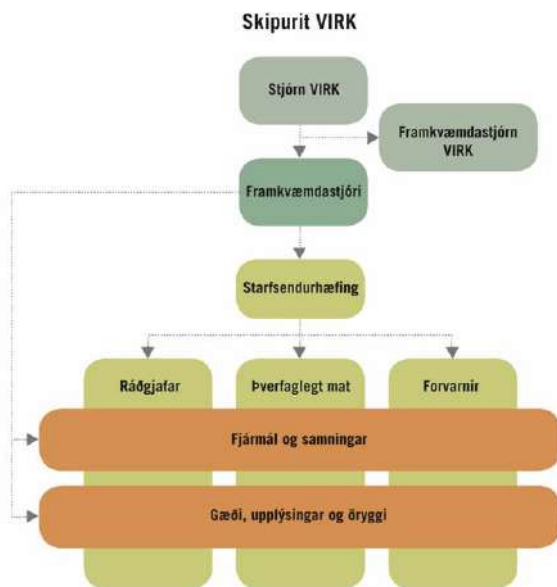 Skipurit VIRK
Stjórn VIRK
Framkvæmdastjórn
VIRK
Framkvæmdastjóri
Starfsendurhæfing
Ráðgjafar
Þverfaglegt mat
Forvarnir
Fjármál og samningar
Gæði, upplýsingar og öryggi